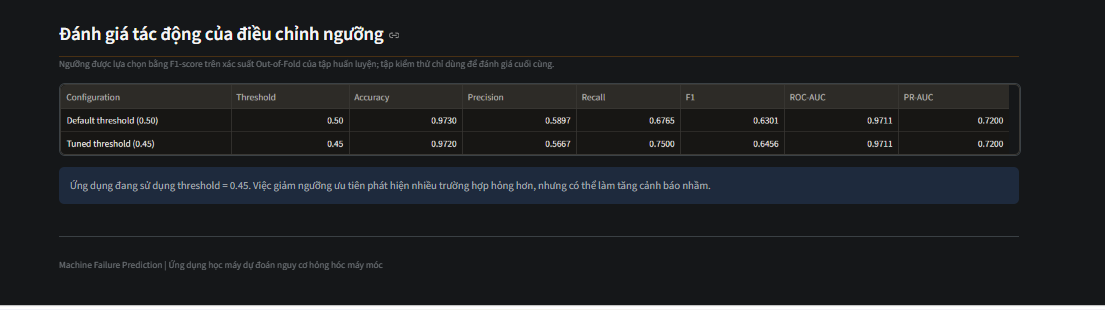 Đánh giá tác động của điều chỉnh ngưỡng
Ngưỡng được lựa chọn bằng F1-score trên xác suất Out-of-Fold của tập huấn luyện; tập kiểm thử chỉ dùng để đánh giá cuối cùng.
Configuration Threshold Accuracy Precision Recall F1 ROC-AUC PR-AUC
Default threshold (0.50) 0.50 0.9730 0.5897 0.6765 0.6301 0.9711 0.7200
Tuned threshold (0.45) 0.45 0.9720 0.5667 0.7500 0.6456 0.9711 0.7200
Ứng dụng đang sử dụng threshold = 0.45. Việc giảm ngưỡng ưu tiên phát hiện nhiều trường hợp hỏng hơn, nhưng có thể làm tăng cảnh báo nhầm.
Machine Failure Prediction | Ứng dụng học máy dự đoán nguy cơ hỏng hóc máy móc